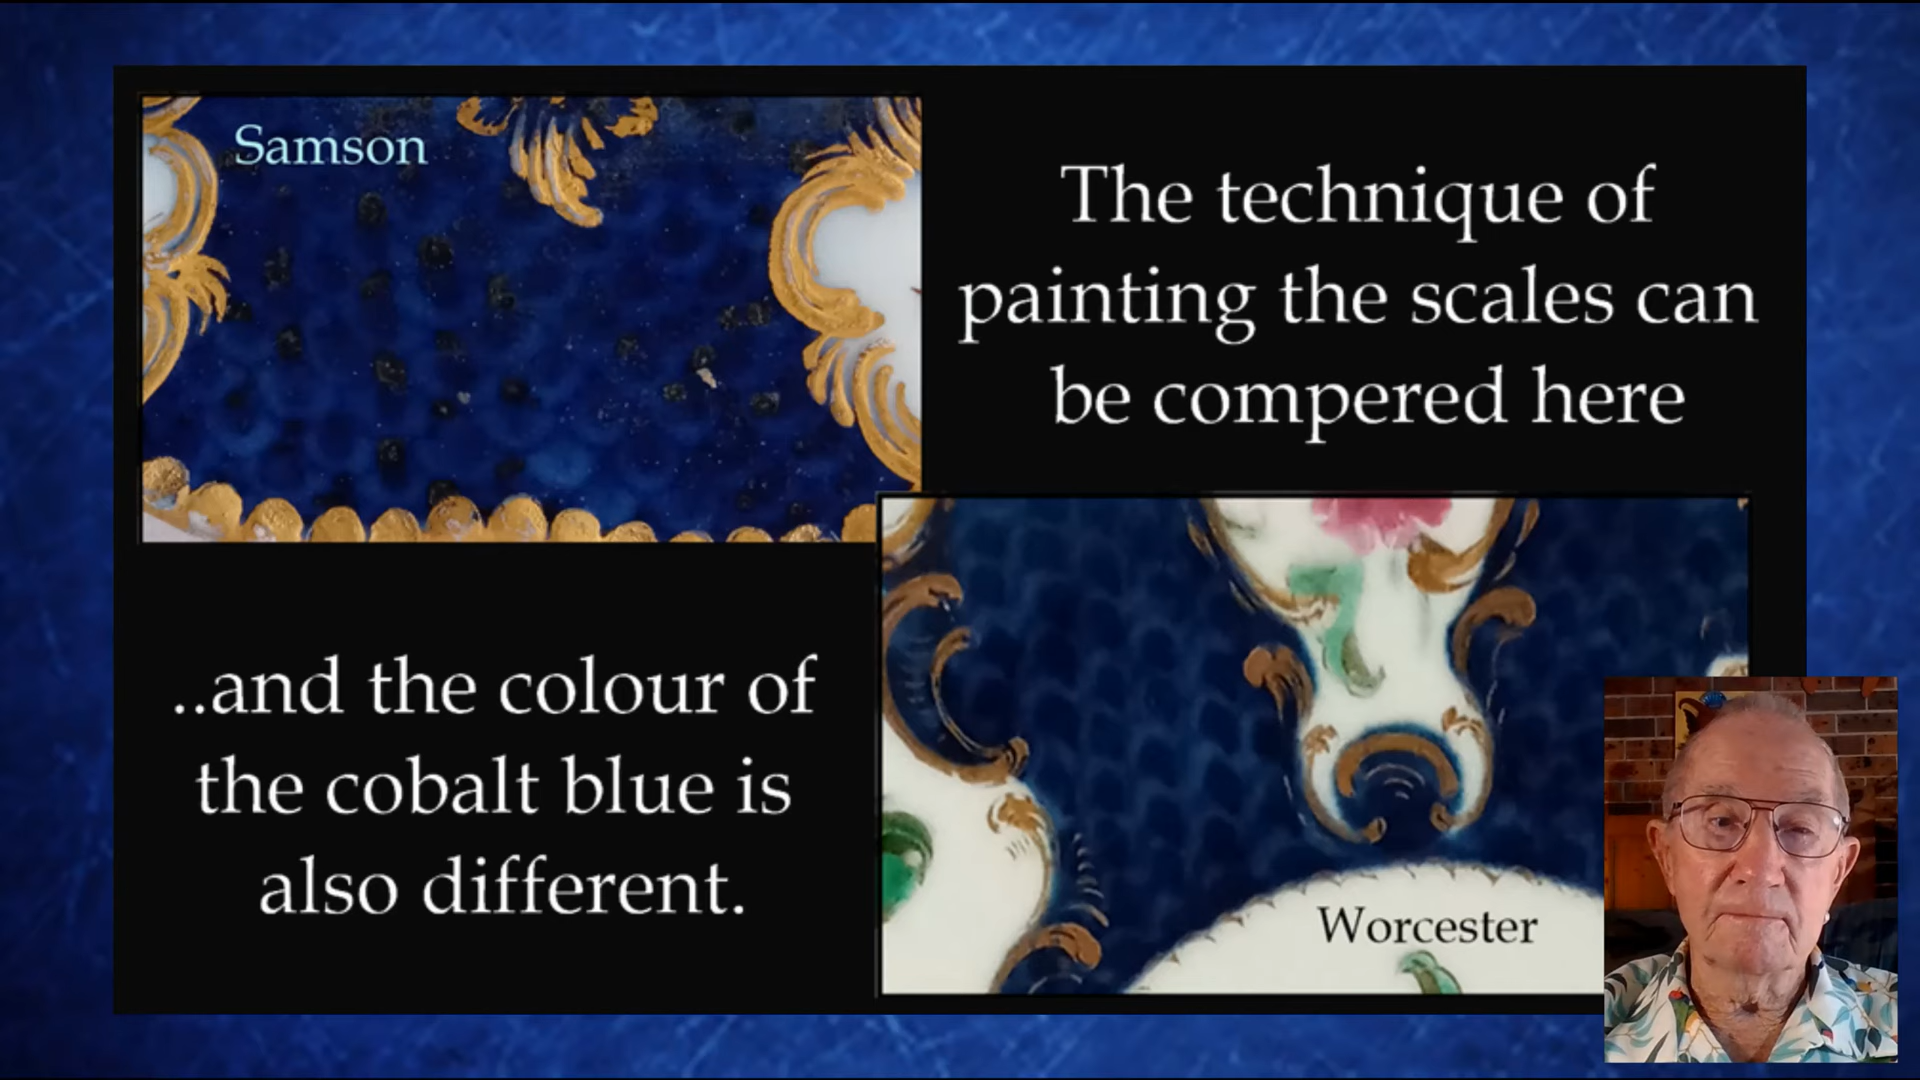 Samson
The technique of
painting the scales can
be compered here
..and the colour of
the cobalt blue is
also different.
Worcester